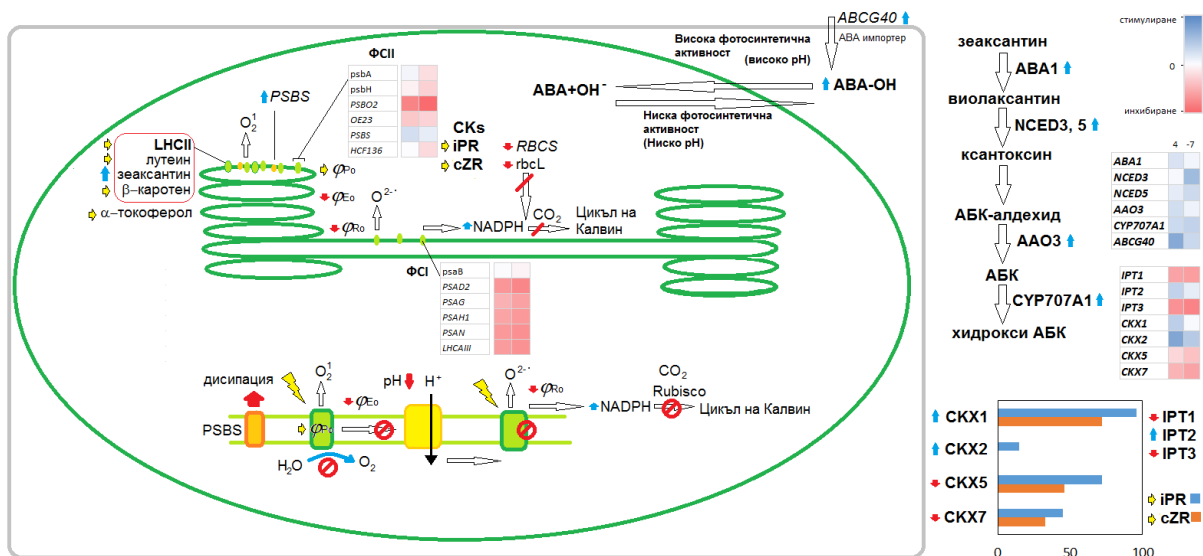 ABCG40
ABA импортер
Висока фотосинтетична
активност
(високо pH)
ABA+OH-
ABA-OH
Ниска фотосинтетична
активност
(Ниско pH)
ФСII
psbA
psbH
PSBO2
OE23
PSBS
HCF136
PSBS
O21
LHCII
лутеин
зеаксантин
β-каротен
α-токоферол
φPo
φEo
φRo
CKs
iPR
cZR
RBCS
rbcL
O2-·
NADPH
CO2
Цикъл на
Калвин
ФСI
psaB
PSAD2
PSAG
PSAH1
PSAN
LHCAIII
дисипация
PSBS
O21
φEo
φPo
H2O
O2
pH
H+
O2-·
φRo
NADPH
CO2
Rubisco
Цикъл на Калвин
зеаксантин
ABA1
виолаксантин
NCED3, 5
ксантоксин
АБК-алдехид
AAO3
АБК
CYP707A1
хидрокси АБК
стимулиране
0
инхибиране
4 -7
ABA1
NCED3
NCED5
AAO3
CYP707A1
ABCG40
IPT1
IPT2
IPT3
CKX1
CKX2
CKX5
CKX7
CKX1
CKX2
CKX5
CKX7
IPT1
IPT2
IPT3
iPR
cZR
0 50 100